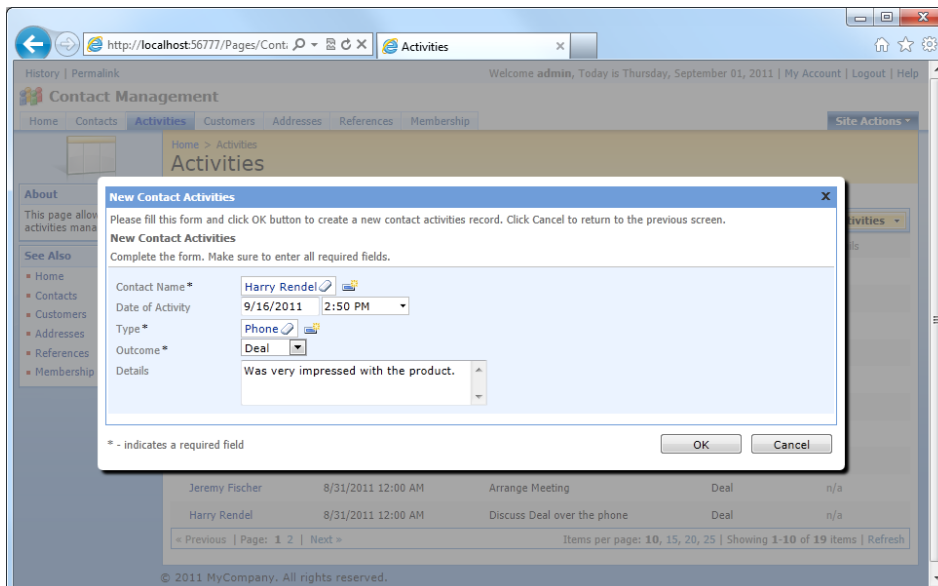 http://localhost:56777/Pages/Conta
Activities
History | Permalink
Welcome admin, Today is Thursday, September 01, 2011 | My Account | Logout | Help
Contact Management
Home Contacts Activities Customers Addresses References Membership
Site Actions
Home > Activities
Activities
About
This page allow
activities mana
See Also
Home
Contacts
Customers
Addresses
References
Membership
New Contact Activities x
Please fill this form and click OK button to create a new contact activities record. Click Cancel to return to the previous screen.
New Contact Activities
Complete the form. Make sure to enter all required fields.
Contact Name * Harry Rendel
Date of Activity 9/16/2011 2:50 PM
Type * Phone
Outcome * Deal
Details Was very impressed with the product.
* - indicates a required field
OK Cancel
tivities
ils
Jeremy Fischer 8/31/2011 12:00 AM Arrange Meeting Deal n/a
Harry Rendel 8/31/2011 12:00 AM Discuss Deal over the phone Deal n/a
« Previous | Page: 1 2 | Next » Items per page: 10, 15, 20, 25 | Showing 1-10 of 19 items | Refresh
© 2011 MyCompany. All rights reserved.